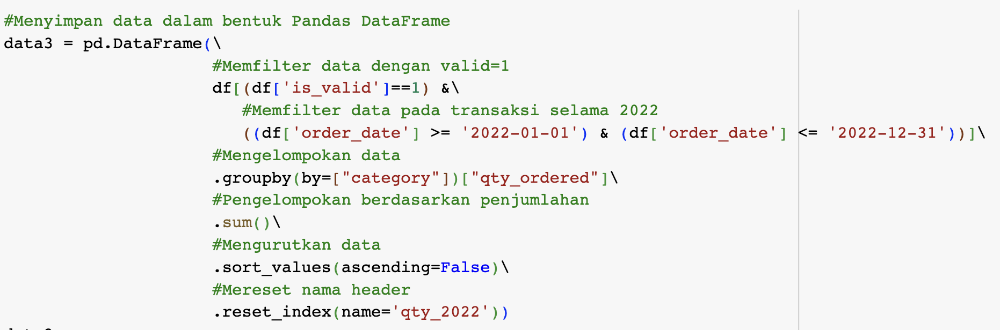 #Menyimpan data dalam bentuk Pandas DataFrame
data3 = pd.DataFrame(\
#Memfilter data dengan valid=1
df[(df['is_valid']==1) &\
#Memfilter data pada transaksi selama 2022
((df['order_date'] >= '2022-01-01') & (df['order_date'] <= '2022-12-31'))]\
#Mengelompokan data
.groupby(by=["category"])["qty_ordered"]\
#Pengelompokan berdasarkan penjumlahan
.sum()\
#Mengurutkan data
.sort_values(ascending=False)\
#Mereset nama header
.reset_index(name='qty_2022'))